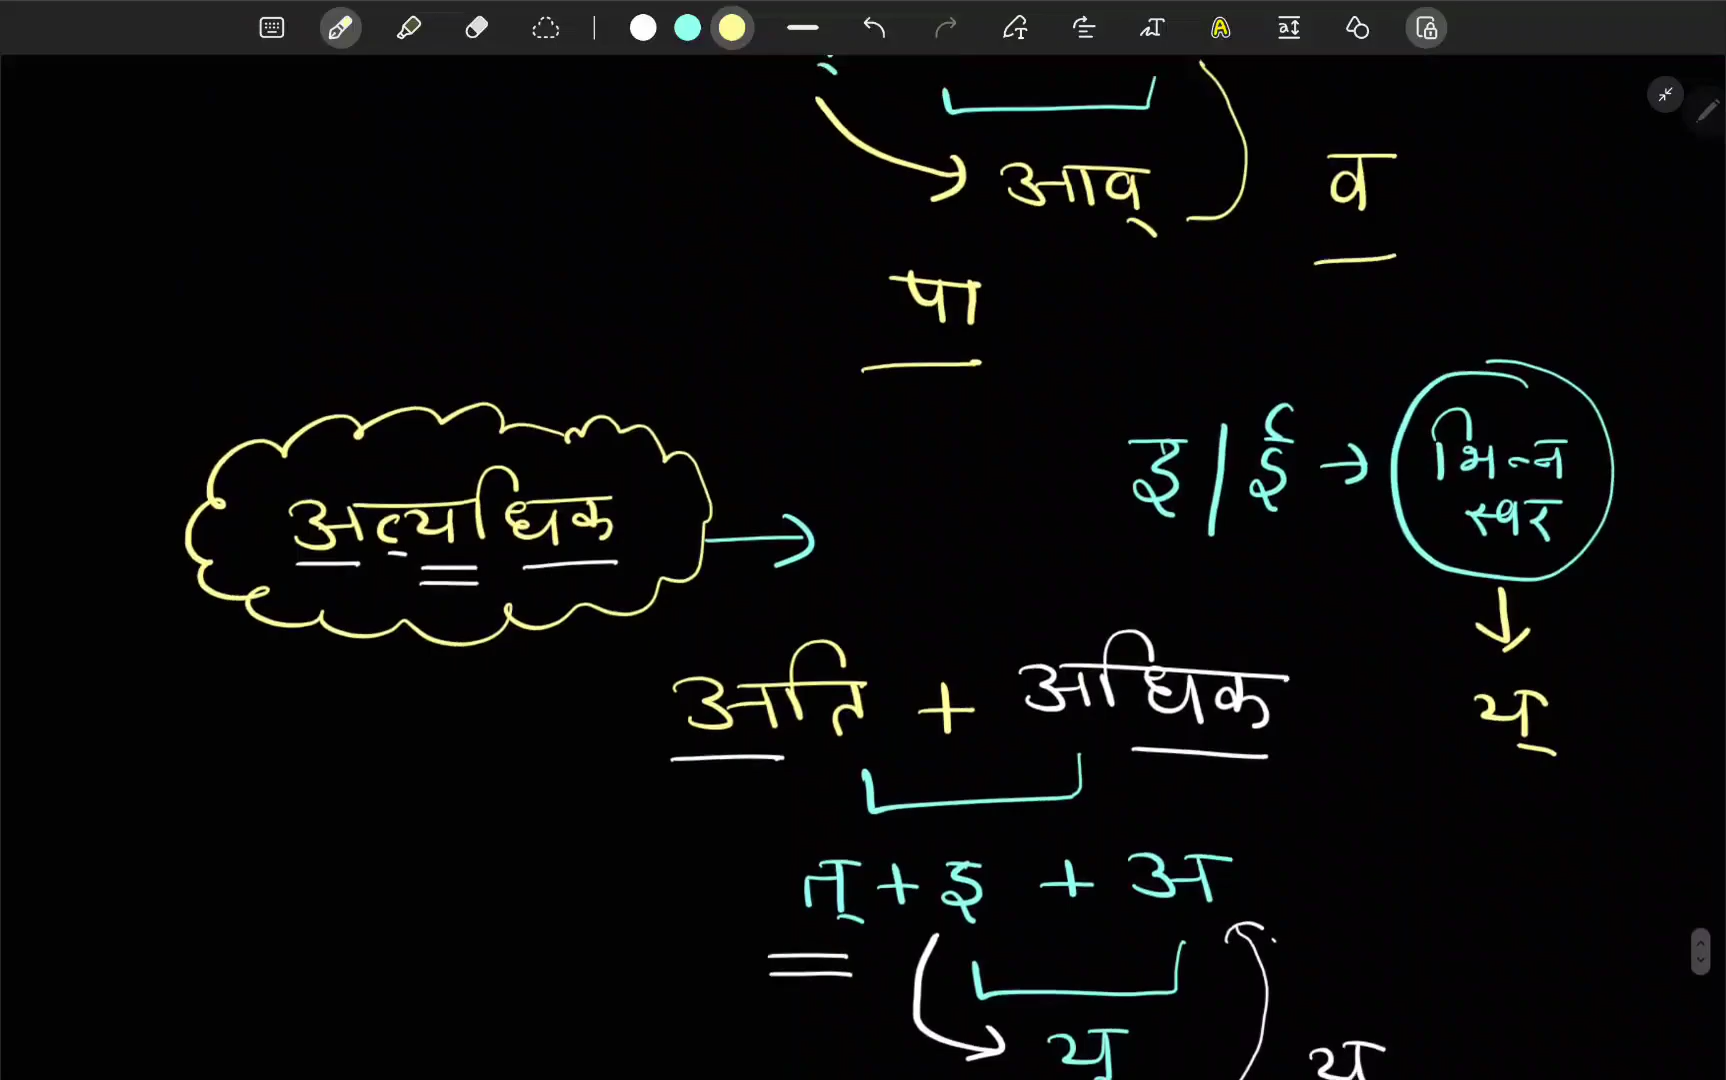 आव् व
पा
इ | ई → भिन्न स्वर
अत्यधिक →
य्
अति + अधिक
त् + इ + अ
य् य